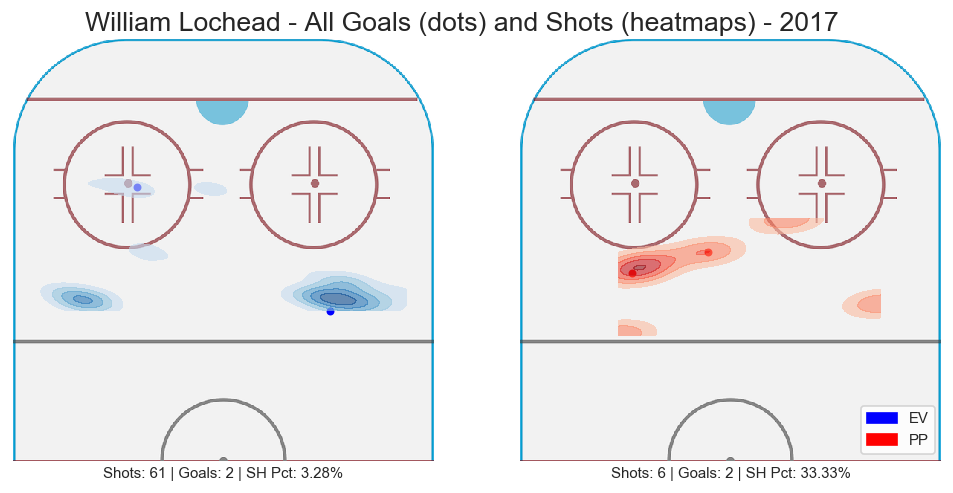 William Lochead - All Goals (dots) and Shots (heatmaps) - 2017
EV
PP
Shots: 61 | Goals: 2 | SH Pct: 3.28%
Shots: 6 | Goals: 2 | SH Pct: 33.33%